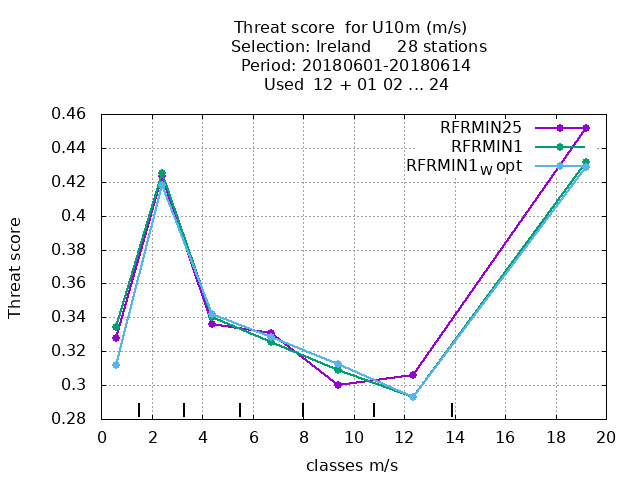 Threat score  for U10m (m/s)
Selection: Ireland     28 stations
Period: 20180601-20180614
Used  12 + 01 02 ... 24
RFRMIN25
RFRMIN1
RFRMIN1W opt
Threat score
0.46
0.44
0.42
0.4
0.38
0.36
0.34
0.32
0.3
0.28
0 2 4 6 8 10 12 14 16 18 20
classes m/s